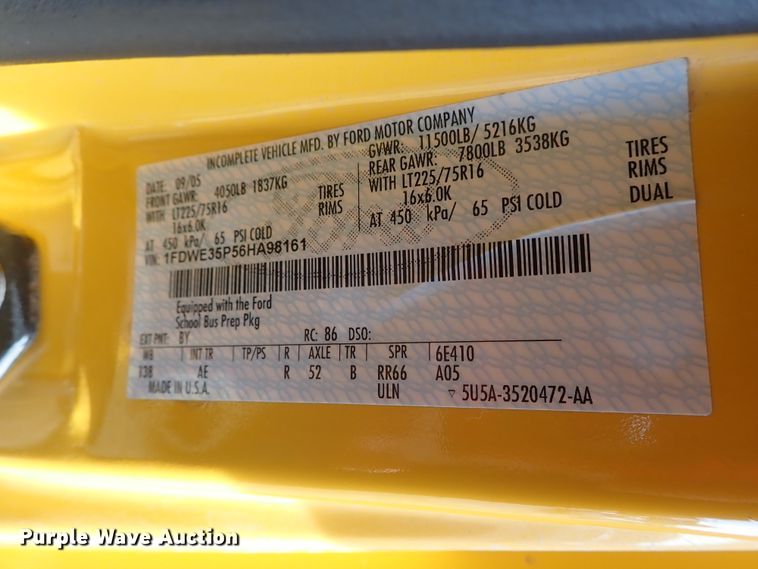 INCOMPLETE VEHICLE MFD. BY FORD MOTOR COMPANY
DATE: 09/05 GVWR: 11500LB/ 5216KG
FRONT GAWR: 4050LB 1837KG REAR GAWR: 7800LB 3538KG
WITH LT225/75R16 TIRES WITH LT225/75R16 TIRES
16x6.0K RIMS 16x6.0K RIMS
AT 450 kPa/ 65 PSI COLD AT 450 kPa/ 65 PSI COLD DUAL
VIN: 1FDWE35P56HA98161
Equipped with the Ford
School Bus Prep Pkg
EXT PNT: BY RC: 86 DSO:
WB INT TR TP/PS R AXLE TR SPR 6E410
138 AE R 52 B RR66 A05
MADE IN U.S.A. ULN ▽ 5U5A-3520472-AA
Purple Wave Auction